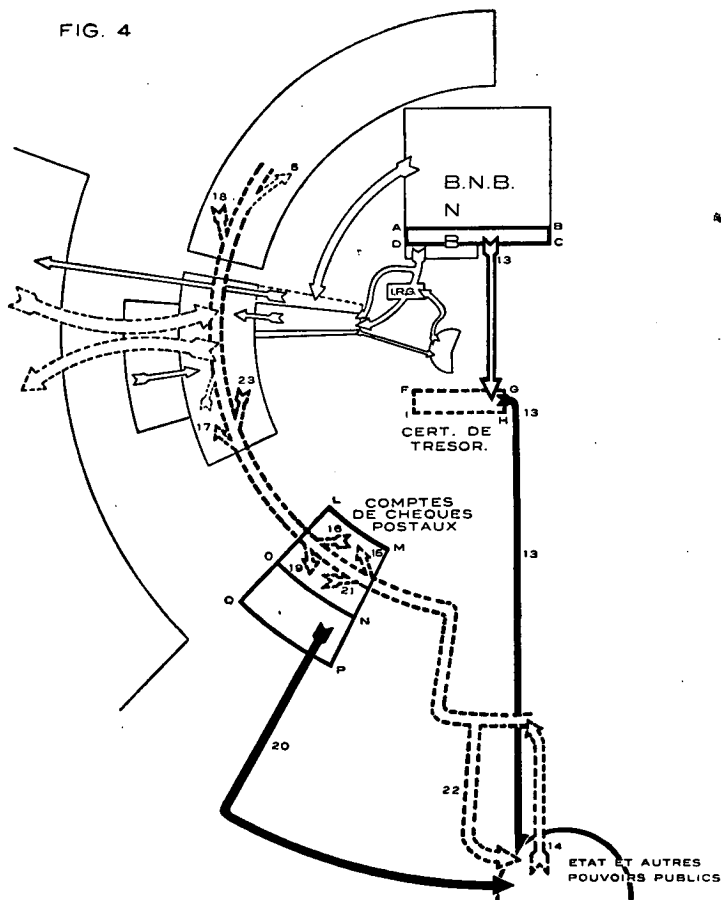 FIG. 4
6
18
B.N.B.
N
A
B
D
B
C
13
I.R.G.
23
17
F
G
I
H
13
CERT. DE
TRESOR.
L
COMPTES
DE CHEQUES
POSTAUX
16
M
15
O
19
21
Q
N
P
13
20
22
14
ETAT ET AUTRES
POUVOIRS PUBLICS